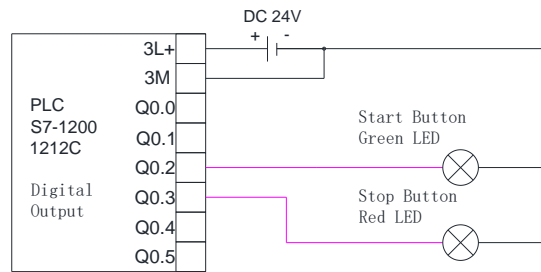 DC 24V
+ -
3L+
3M
PLC
S7-1200
1212C
Digital
Output
Q0.0
Q0.1
Q0.2
Q0.3
Q0.4
Q0.5
Start Button
Green LED
Stop Button
Red LED